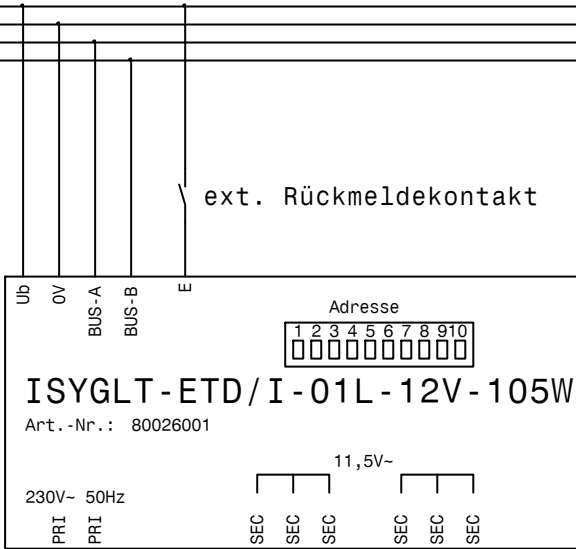 ext. Rückmeldekontakt
Ub
0V
BUS-A
BUS-B
E
Adresse
1 2 3 4 5 6 7 8 9 10
ISYGLT-ETD/I-01L-12V-105W
Art.-Nr.: 80026001
11,5V~
230V~ 50Hz
PRI
PRI
SEC
SEC
SEC
SEC
SEC
SEC